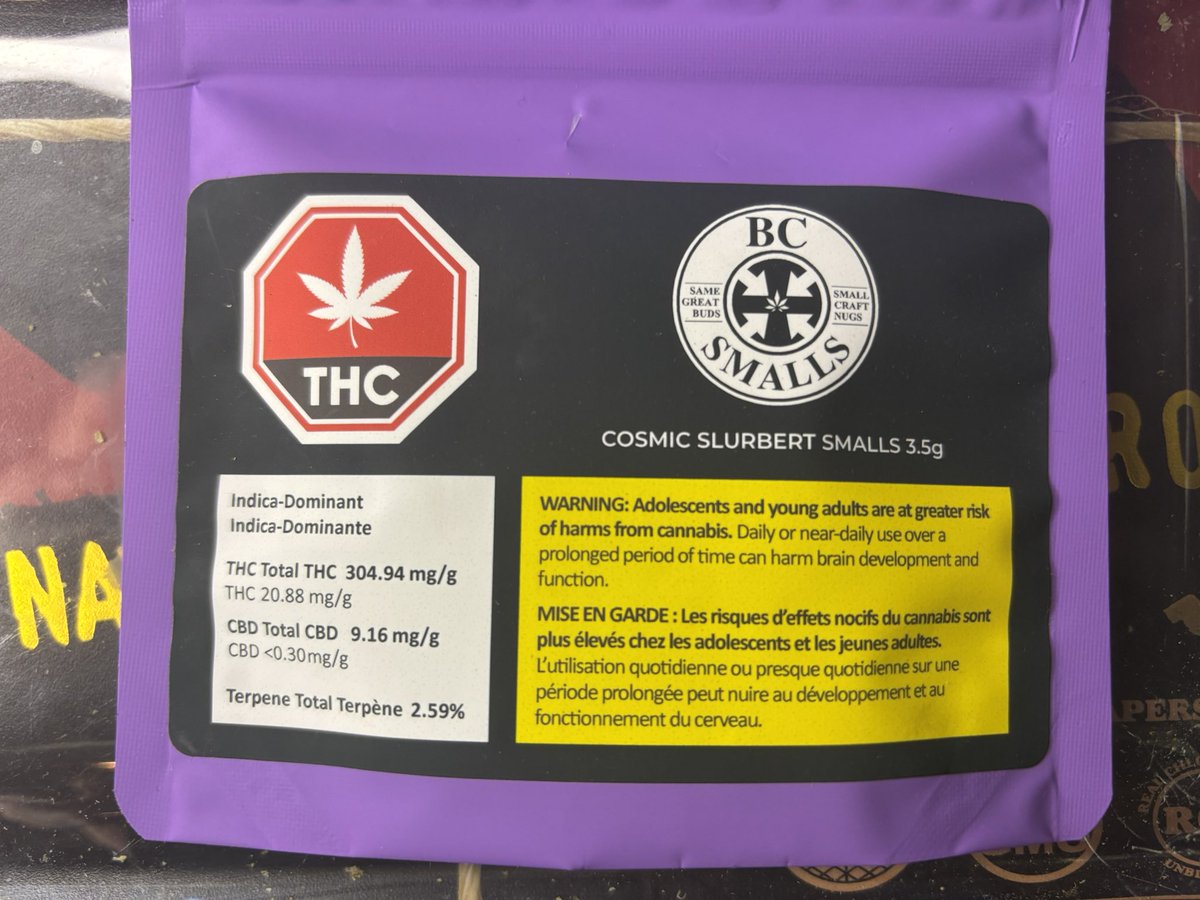 BC
SAME
GREAT
BUDS
SMALL
CRAFT
NUGS
SMALLS
THC
COSMIC SLURBERT SMALLS 3.5g
Indica-Dominant
Indica-Dominante
THC Total THC 304.94 mg/g
THC 20.88 mg/g
CBD Total CBD 9.16 mg/g
CBD <0.30mg/g
Terpene Total Terpène 2.59%
WARNING: Adolescents and young adults are at greater risk
of harms from cannabis. Daily or near-daily use over a
prolonged period of time can harm brain development and
function.
MISE EN GARDE : Les risques d'effets nocifs du cannabis sont
plus élevés chez les adolescents et les jeunes adultes.
L'utilisation quotidienne ou presque quotidienne sur une
période prolongée peut nuire au développement et au
fonctionnement du cerveau.
NA
RO
APERS